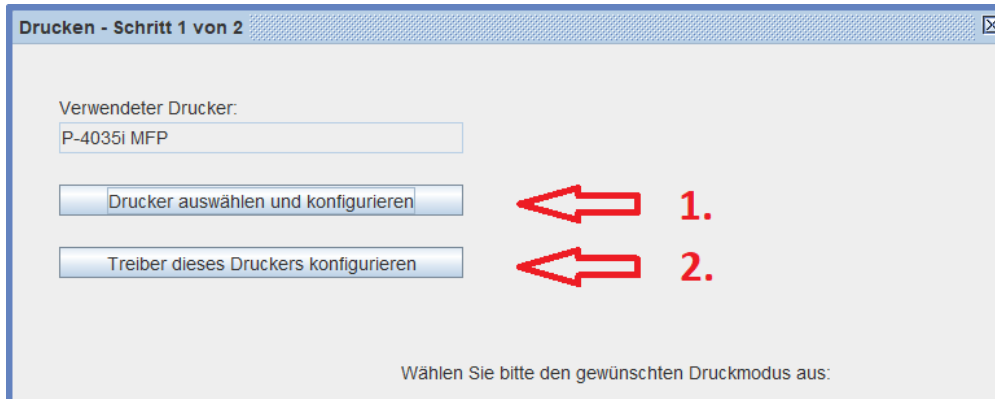 Drucken - Schritt 1 von 2
Verwendeter Drucker:
P-4035i MFP
Drucker auswählen und konfigurieren
1.
Treiber dieses Druckers konfigurieren
2.
Wählen Sie bitte den gewünschten Druckmodus aus: